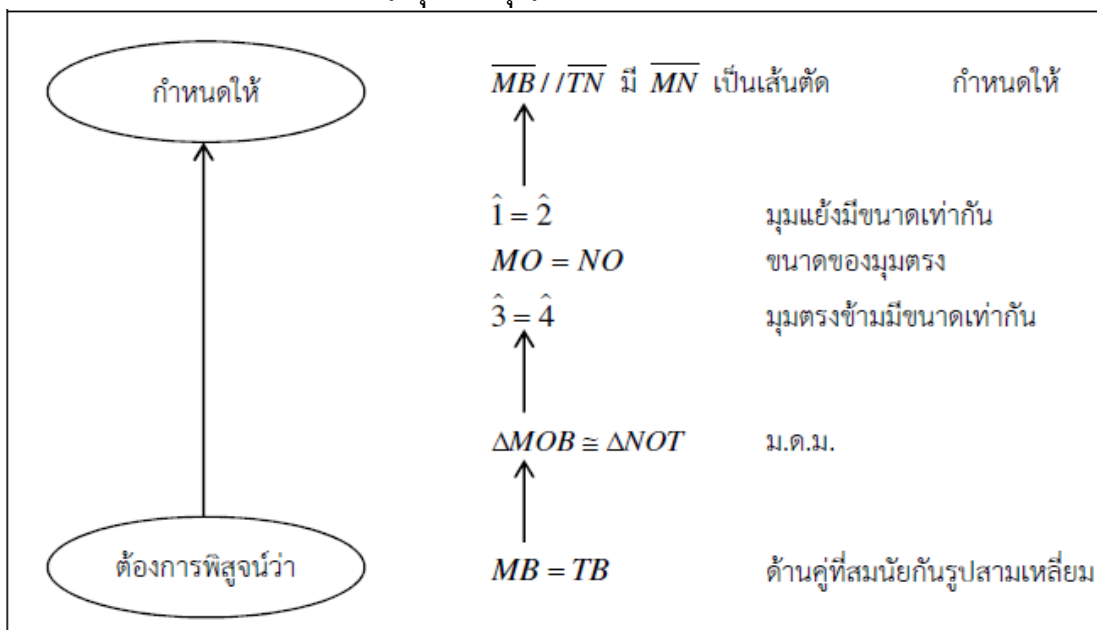 กำหนดให้ MB//TN มี MN เป็นเส้นตัด กำหนดให้
1̂ = 2̂ มุมแย้งมีขนาดเท่ากัน
MO = NO ขนาดของมุมตรง
3̂ = 4̂ มุมตรงข้ามมีขนาดเท่ากัน
ΔMOB ≅ ΔNOT ม.ด.ม.
ต้องการพิสูจน์ว่า MB = TB ด้านคู่ที่สมนัยกันรูปสามเหลี่ยม